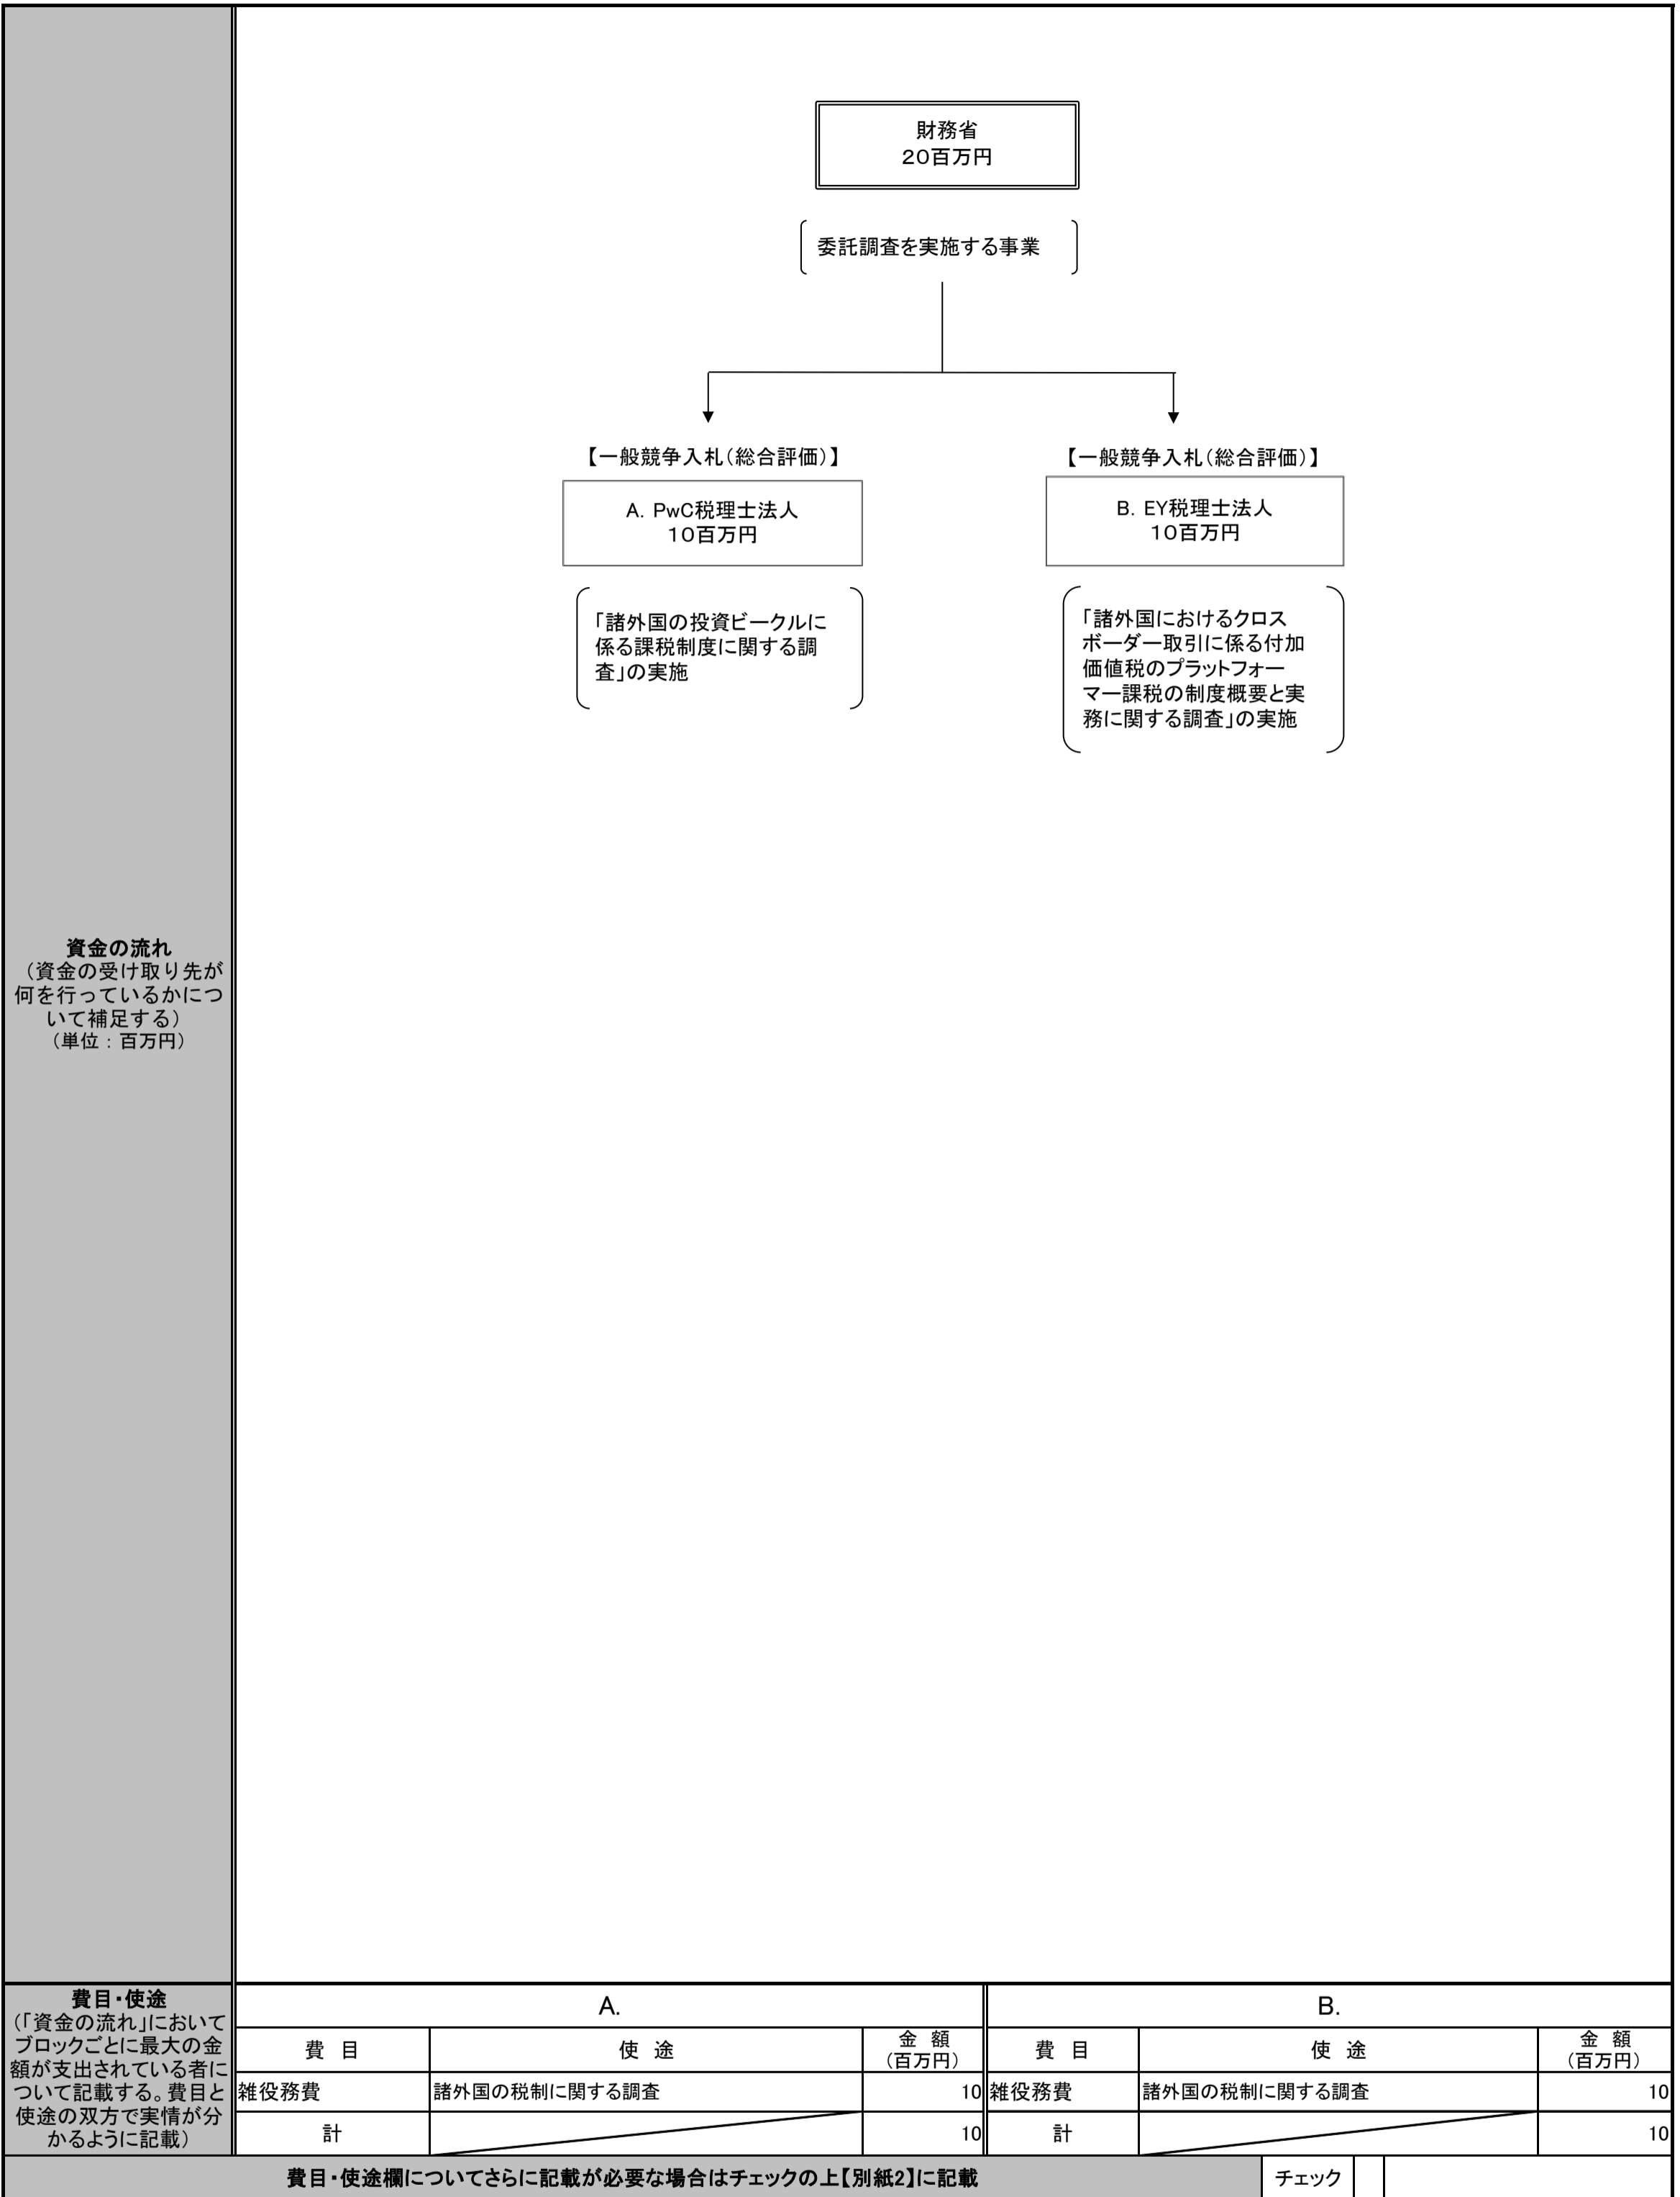 財務省
20百万円
委託調査を実施する事業
【一般競争入札（総合評価）】
A. PwC税理士法人
10百万円
「諸外国の投資ビークルに
係る課税制度に関する調
査」の実施
【一般競争入札（総合評価）】
B. EY税理士法人
10百万円
「諸外国におけるクロス
ボーダー取引に係る付加
価値税のプラットフォー
マー課税の制度概要と実
務に関する調査」の実施
資金の流れ
（資金の受け取り先が
何を行っているかにつ
いて補足する）
（単位：百万円）
費目・使途
（「資金の流れ」において
ブロックごとに最大の金
額が支出されている者に
ついて記載する。費目と
使途の双方で実情が分
かるように記載）
A. B.
費 目 使 途 金 額 費 目 使 途 金 額
（百万円） （百万円）
雑役務費 諸外国の税制に関する調査 10 雑役務費 諸外国の税制に関する調査 10
計 10 計 10
費目・使途欄についてさらに記載が必要な場合はチェックの上【別紙2】に記載 チェック